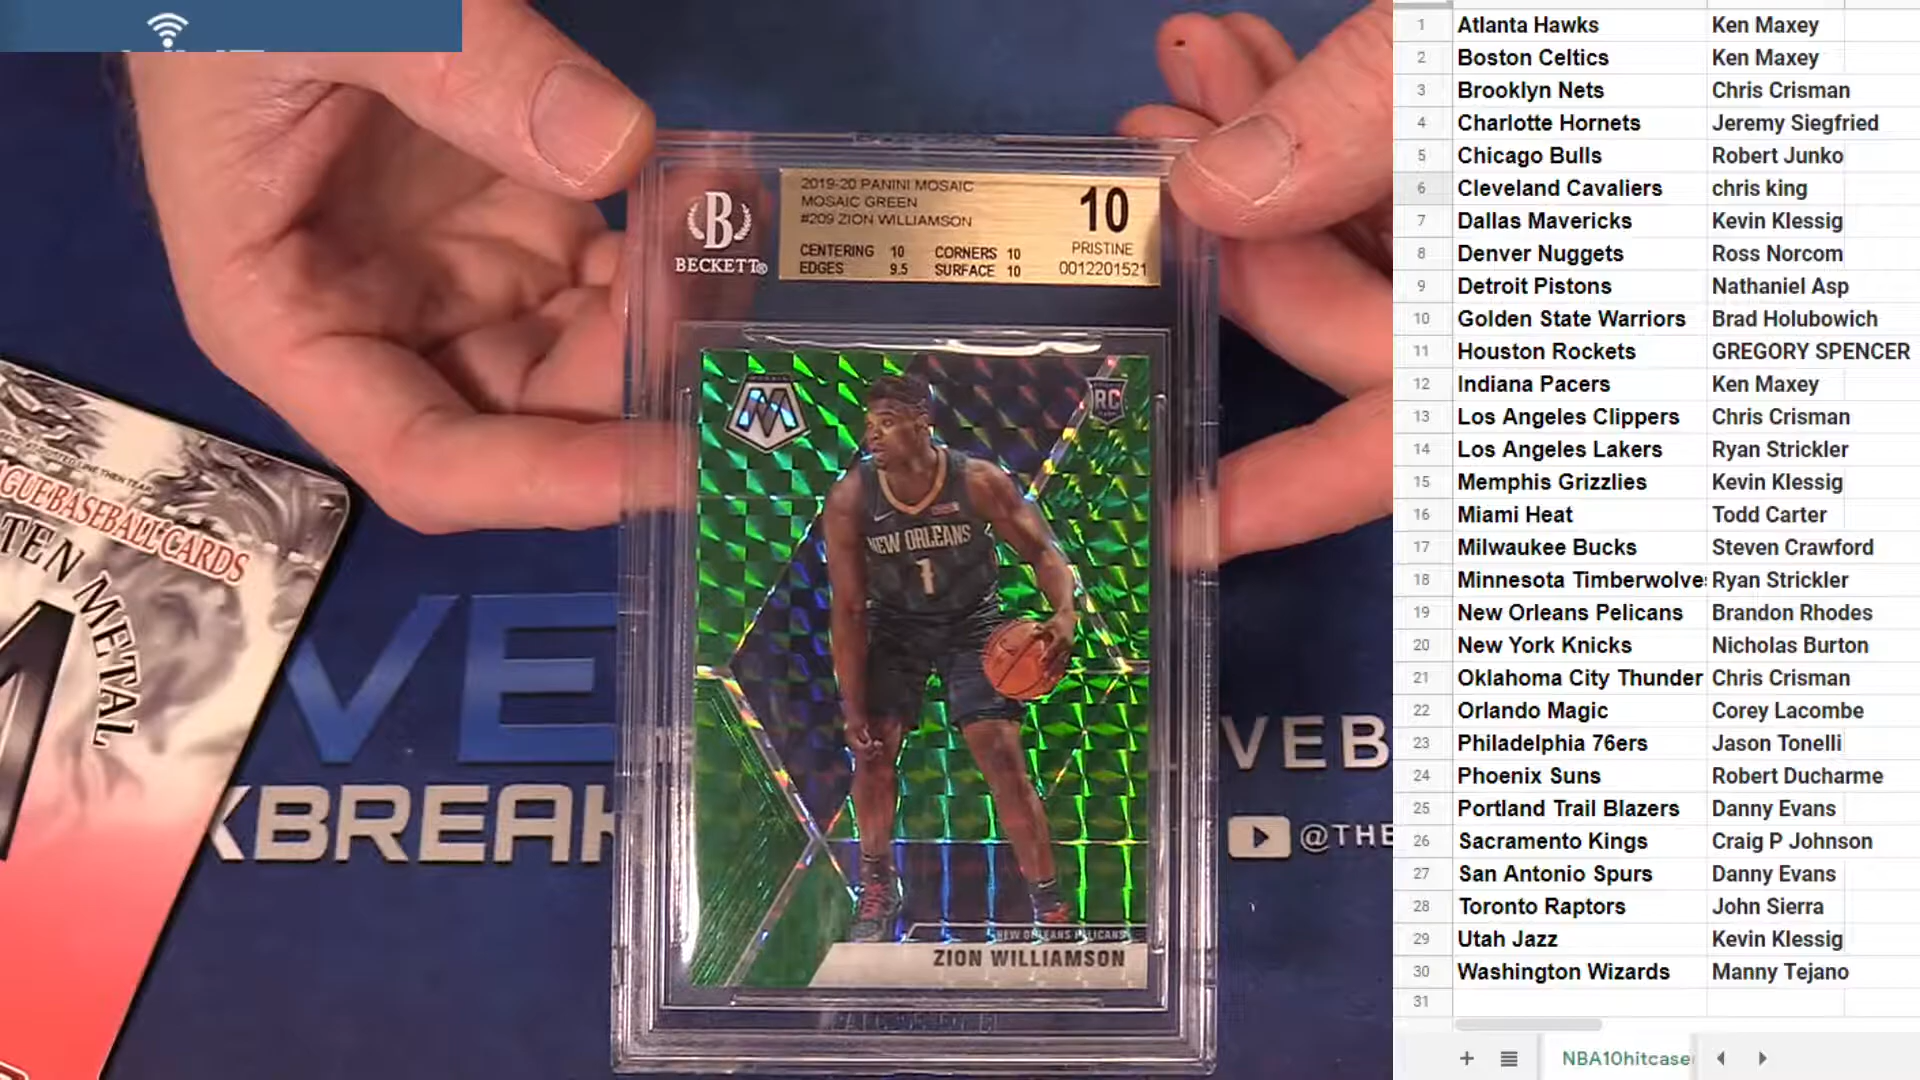 2019-20 PANINI MOSAIC
MOSAIC GREEN
#209 ZION WILLIAMSON
10
PRISTINE
0012201521
CENTERING 10 CORNERS 10
EDGES 9.5 SURFACE 10
B
BECKETT®
M
RC
NEW ORLEANS
1
NEW ORLEANS PELICANS
ZION WILLIAMSON
GUE BASEBALL CARDS
TEN METAL
VE
XBREAK
VEB
@THE
1 Atlanta Hawks Ken Maxey
2 Boston Celtics Ken Maxey
3 Brooklyn Nets Chris Crisman
4 Charlotte Hornets Jeremy Siegfried
5 Chicago Bulls Robert Junko
6 Cleveland Cavaliers chris king
7 Dallas Mavericks Kevin Klessig
8 Denver Nuggets Ross Norcom
9 Detroit Pistons Nathaniel Asp
10 Golden State Warriors Brad Holubowich
11 Houston Rockets GREGORY SPENCER
12 Indiana Pacers Ken Maxey
13 Los Angeles Clippers Chris Crisman
14 Los Angeles Lakers Ryan Strickler
15 Memphis Grizzlies Kevin Klessig
16 Miami Heat Todd Carter
17 Milwaukee Bucks Steven Crawford
18 Minnesota Timberwolve Ryan Strickler
19 New Orleans Pelicans Brandon Rhodes
20 New York Knicks Nicholas Burton
21 Oklahoma City Thunder Chris Crisman
22 Orlando Magic Corey Lacombe
23 Philadelphia 76ers Jason Tonelli
24 Phoenix Suns Robert Ducharme
25 Portland Trail Blazers Danny Evans
26 Sacramento Kings Craig P Johnson
27 San Antonio Spurs Danny Evans
28 Toronto Raptors John Sierra
29 Utah Jazz Kevin Klessig
30 Washington Wizards Manny Tejano
31
NBA10hitcase